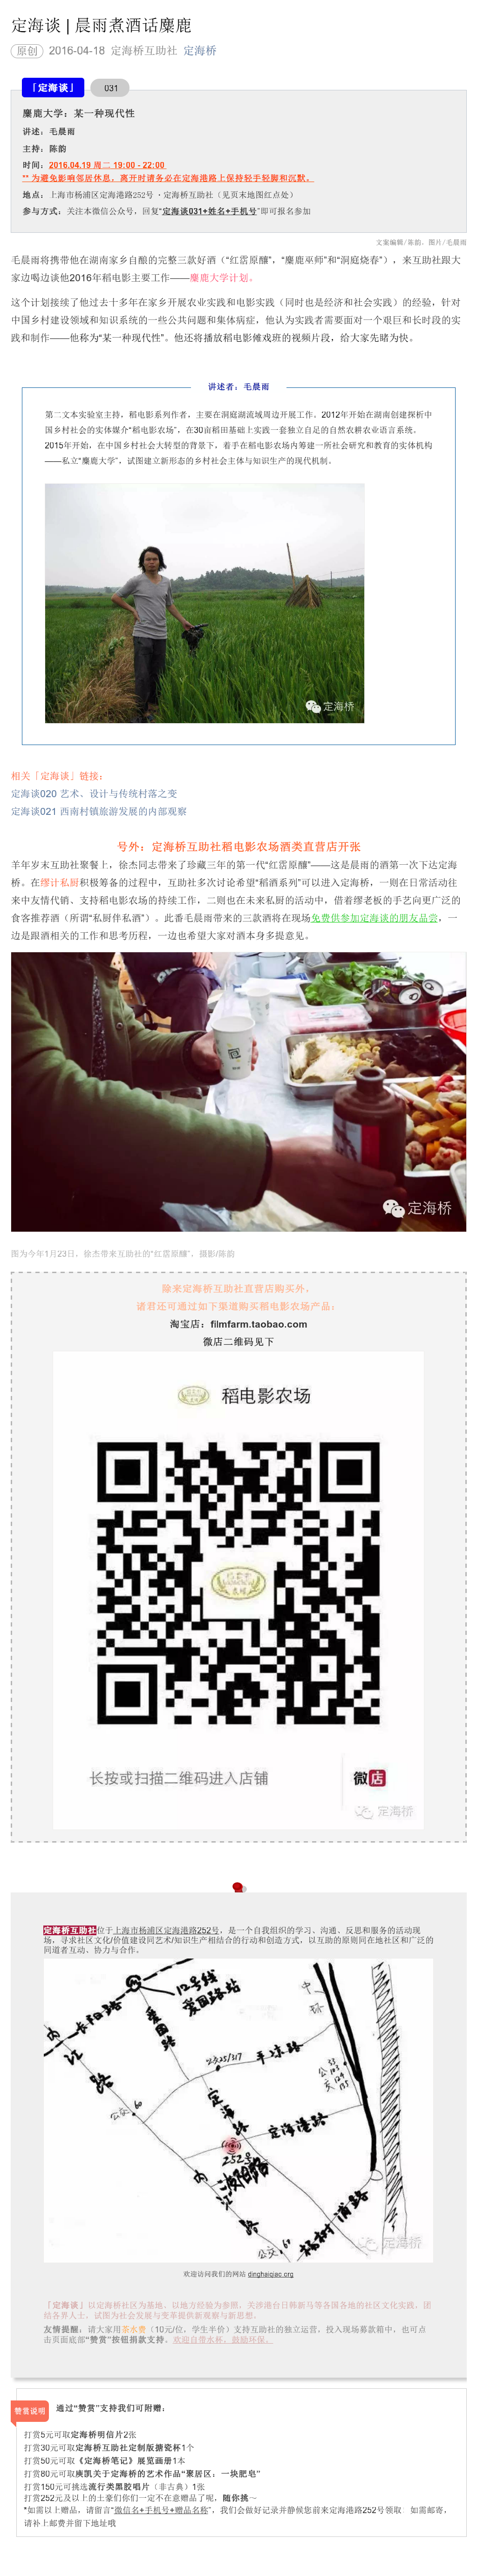 定海谈 | 晨雨煮酒话麋鹿
原创 2016-04-18 定海桥互助社 定海桥
「定海谈」 031
麋鹿大学：某一种现代性
讲述：毛晨雨
主持：陈韵
时间：2016.04.19 周二 19:00 - 22:00
** 为避免影响邻居休息，离开时请务必在定海港路上保持轻手轻脚和沉默。
地点：上海市杨浦区定海港路252号 · 定海桥互助社（见页末地图红点处）
参与方式：关注本微信公众号，回复“定海谈031+姓名+手机号”即可报名参加
文案编辑/陈韵。图片/毛晨雨
毛晨雨将携带他在湖南家乡自酿的完整三款好酒（“红霑原釀”，“麋鹿巫师”和“洞庭烧春”），来互助社跟大
家边喝边谈他2016年稻电影主要工作——麋鹿大学计划。
这个计划接续了他过去十多年在家乡开展农业实践和电影实践（同时也是经济和社会实践）的经验，针对
中国乡村建设领域和知识系统的一些公共问题和集体病症，他认为实践者需要面对一个艰巨和长时段的实
践和制作——他称为“某一种现代性”。他还将播放稻电影傩戏班的视频片段，给大家先睹为快。
讲述者：毛晨雨
第二文本实验室主持，稻电影系列作者，主要在洞庭湖流域周边开展工作。2012年开始在湖南创建探析中
国乡村社会的实体媒介“稻电影农场”，在30亩稻田基础上实践一套独立自足的自然农耕农业语言系统。
2015年开始，在中国乡村社会大转型的背景下，着手在稻电影农场内筹建一所社会研究和教育的实体机构
——私立“麋鹿大学”，试图建立新形态的乡村社会主体与知识生产的现代机制。
定海桥
相关「定海谈」链接：
定海谈020 艺术、设计与传统村落之变
定海谈021 西南村镇旅游发展的内部观察
号外：定海桥互助社稻电影农场酒类直营店开张
羊年岁末互助社聚餐上，徐杰同志带来了珍藏三年的第一代“红霑原釀”——这是晨雨的酒第一次下达定海
桥。在缪计私厨积极筹备的过程中，互助社多次讨论希望“稻酒系列”可以进入定海桥，一则在日常活动往
来中友情代销、支持稻电影农场的持续工作，二则也在未来私厨的活动中，借着缪老板的手艺向更广泛的
食客推荐酒（所谓“私厨伴私酒”）。此番毛晨雨带来的三款酒将在现场免费供参加定海谈的朋友品尝，一
边是跟酒相关的工作和思考历程，一边也希望大家对酒本身多提意见。
定海桥
图为今年1月23日、徐杰带来互助社的“红霑原釀”、摄影/陈韵
除来定海桥互助社直营店购买外，
请君还可通过如下渠道购买稻电影农场产品：
淘宝店：filmfarm.taobao.com
微店二维码见下
稻电影农场
长按或扫描二维码进入店铺
微店
定海桥
定海桥互助社位于上海市杨浦区定海港路252号，是一个自我组织的学习、沟通、反思和服务的活动现
场，寻求社区文化/价值建设同艺术/知识生产相结合的行动和创造方式，以互助的原则同在地社区和广泛的
同道者互动、协力与合作。
12号线
爱国路站
爱国路
中环
内江路
平凉路
定海路
定海港路
252号
定海桥
欢迎访问我们的网站 dinghaiqiao.org
「定海谈」以定海桥社区为基地、以地方经验为参照，关涉港台日韩新马等各国各地的社区文化实践，团
结各界人士，试图为社会发展与变革提供新观察与新思想。
友情提醒：请大家用茶水费（10元/位，学生半价）支持互助社的独立运营，投入现场募款箱中，也可点
击页面底部“赞赏”按钮捐款支持。欢迎自带水杯，鼓励环保。
赞赏说明
通过“赞赏”支持我们可附赠：
打赏5元可取定海桥明信片2张
打赏30元可取定海桥互助社定制版搪瓷杯1个
打赏50元可取《定海桥笔记》展览画册1本
打赏80元可取庾凯关于定海桥的艺术作品“聚居区：一块肥皂”
打赏150元可挑选流行类黑胶唱片（非古典）1张
打赏252元及以上的土豪们你们一定不在意赠品了呢，随你挑～
*如需以上赠品，请留言“微信名+手机号+赠品名称”，我们会做好记录并静候您前来定海港路252号领取 如需邮寄，
请补上邮费并留下地址哦